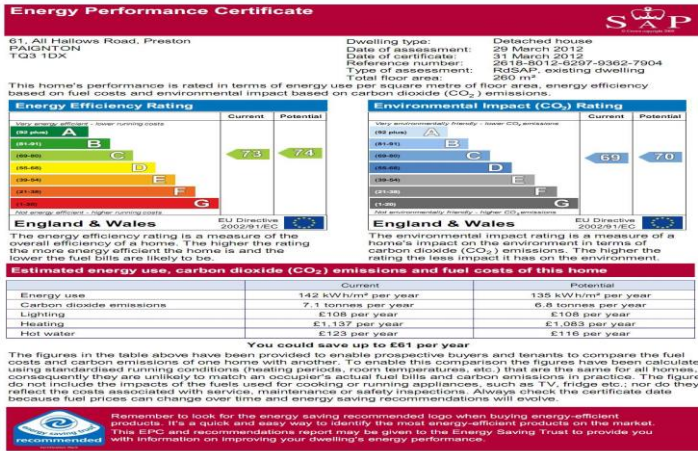 Energy Performance Certificate
SAP
61, All Hallows Road, Preston
PAIGNTON
TQ3 1DX
Dwelling type: Detached house
Date of assessment: 29 March 2012
Date of certificate: 31 March 2012
Reference number: 2618-8012-6297-9362-7904
Type of assessment: RdSAP, existing dwelling
Total floor area: 260 m²
This home's performance is rated in terms of energy use per square metre of floor area, energy efficiency
based on fuel costs and environmental impact based on carbon dioxide (CO₂) emissions.
Energy Efficiency Rating
Current Potential
Very energy efficient - lower running costs
(92 plus) A
(81-91) B
(69-80) C
(55-68) D
(39-54) E
(21-38) F
(1-20) G
73 74
Not energy efficient - higher running costs
England & Wales
EU Directive
2002/91/EC
The energy efficiency rating is a measure of the
overall efficiency of a home. The higher the rating
the more energy efficient the home is and the
lower the fuel bills are likely to be.
Environmental Impact (CO₂) Rating
Current Potential
Very environmentally friendly - lower CO₂ emissions
(92 plus) A
(81-91) B
(69-80) C
(55-68) D
(39-54) E
(21-38) F
(1-20) G
69 70
Not environmentally friendly - higher CO₂ emissions
England & Wales
EU Directive
2002/91/EC
The environmental impact rating is a measure of a
home's impact on the environment in terms of
carbon dioxide (CO₂) emissions. The higher the
rating the less impact it has on the environment.
Estimated energy use, carbon dioxide (CO₂) emissions and fuel costs of this home
Current Potential
Energy use 142 kWh/m² per year 135 kWh/m² per year
Carbon dioxide emissions 7.1 tonnes per year 6.8 tonnes per year
Lighting £108 per year £108 per year
Heating £1,137 per year £1,083 per year
Hot water £123 per year £116 per year
You could save up to £61 per year
The figures in the table above have been provided to enable prospective buyers and tenants to compare the fuel
costs and carbon emissions of one home with another. To enable this comparison the figures have been calculate
using standardised running conditions (heating periods, room temperatures, etc.) that are the same for all homes,
consequently they are unlikely to match an occupier's actual fuel bills and carbon emissions in practice. The figure
do not include the impacts of the fuels used for cooking or running appliances, such as TV, fridge etc.; nor do they
reflect the costs associated with service, maintenance or safety inspections. Always check the certificate date
because fuel prices can change over time and energy saving recommendations will evolve.
energy saving trust
recommended
Remember to look for the energy saving recommended logo when buying energy-efficient
products. It's a quick and easy way to identify the most energy-efficient products on the market.
This EPC and recommendations report may be given to the Energy Saving Trust to provide you
with information on improving your dwelling's energy performance.